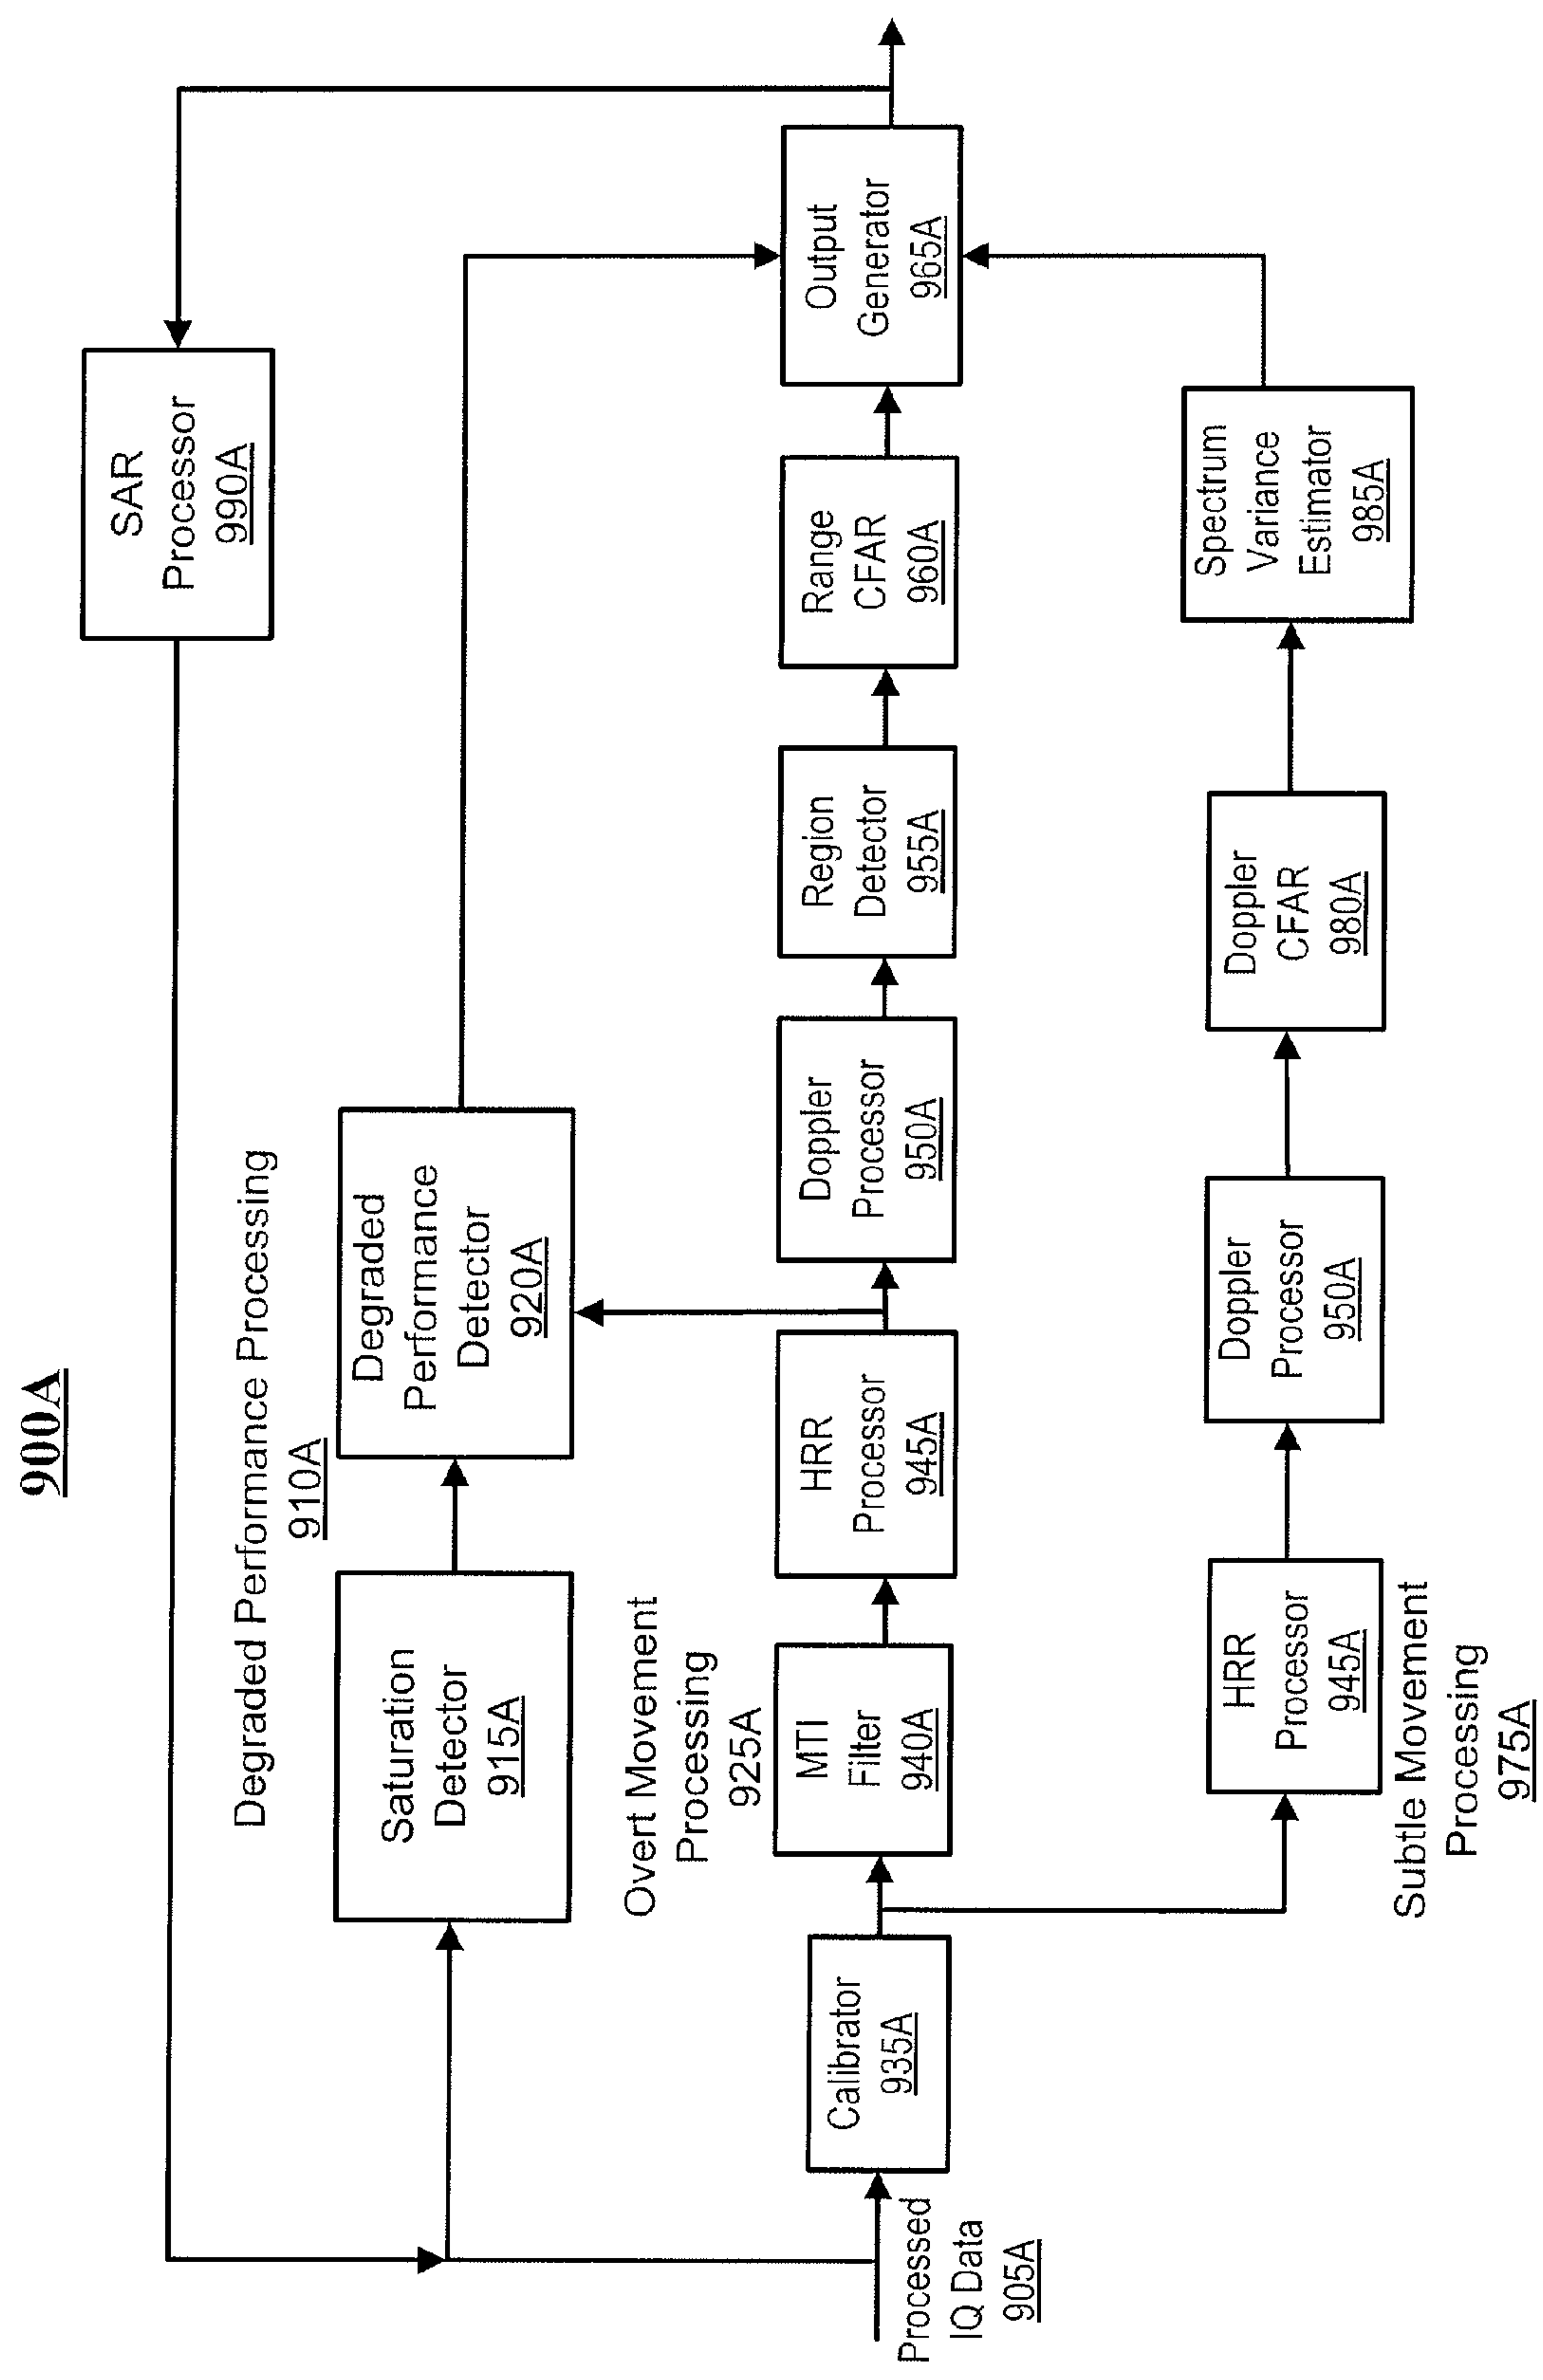 900A
SAR
Processor
990A
Degraded Performance Processing
910A
Saturation
Detector
915A
Degraded
Performance
Detector
920A
Overt Movement
Processing
925A
Processed
IQ Data
905A
Calibrator
935A
MTI
Filter
940A
HRR
Processor
945A
Doppler
Processor
950A
Region
Detector
955A
Range
CFAR
960A
Output
Generator
965A
HRR
Processor
945A
Doppler
Processor
950A
Doppler
CFAR
980A
Spectrum
Variance
Estimator
985A
Subtle Movement
Processing
975A